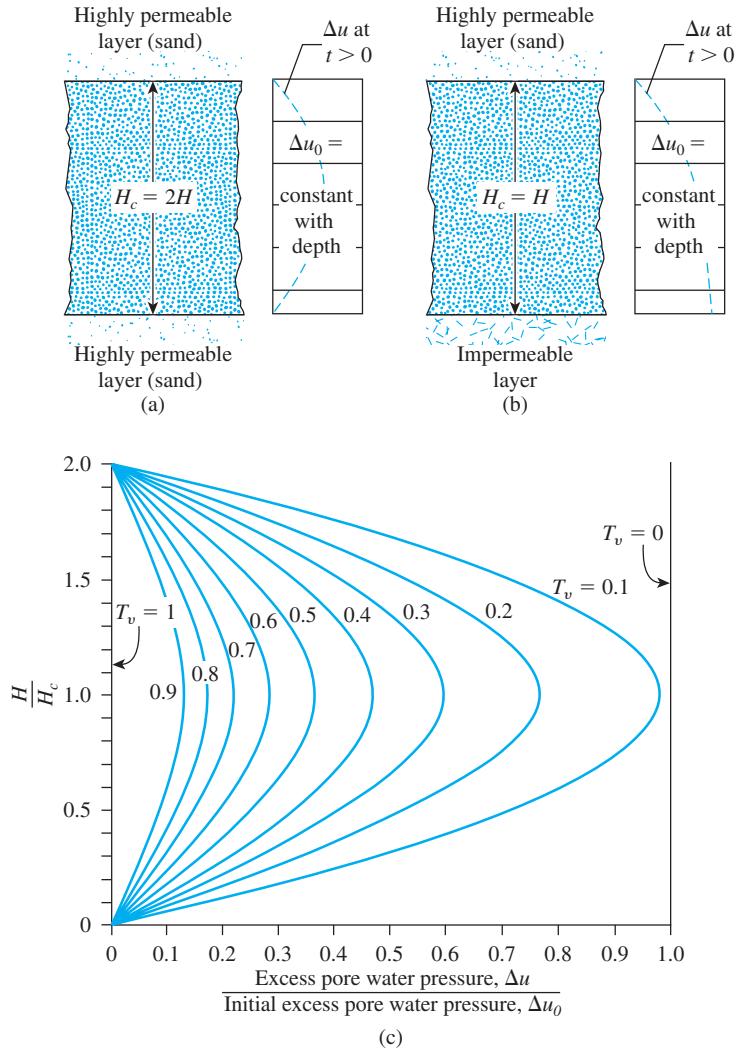 Highly permeable
layer (sand)
Δu at
t > 0
Δu₀ =
constant
with
depth
H_c = 2H
Highly permeable
layer (sand)
(a)
Highly permeable
layer (sand)
Δu at
t > 0
Δu₀ =
constant
with
depth
H_c = H
Impermeable
layer
(b)
2.0
1.5
1.0
0.5
0
H
H_c
T_v = 0
T_v = 0.1
0.2
0.3
0.4
0.5
0.6
0.7
0.8
0.9
T_v = 1
0 0.1 0.2 0.3 0.4 0.5 0.6 0.7 0.8 0.9 1.0
Excess pore water pressure, Δu
Initial excess pore water pressure, Δu₀
(c)